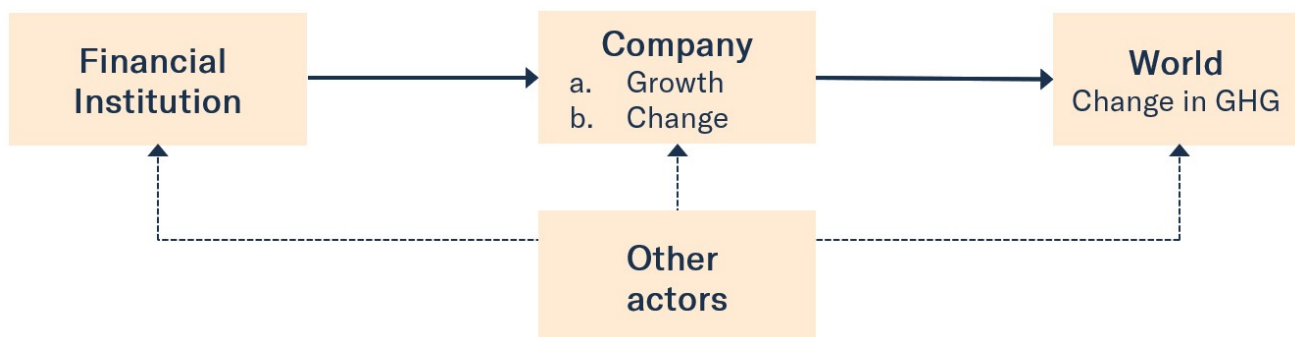 Financial
Institution
Company
a. Growth
b. Change
World
Change in GHG
Other
actors